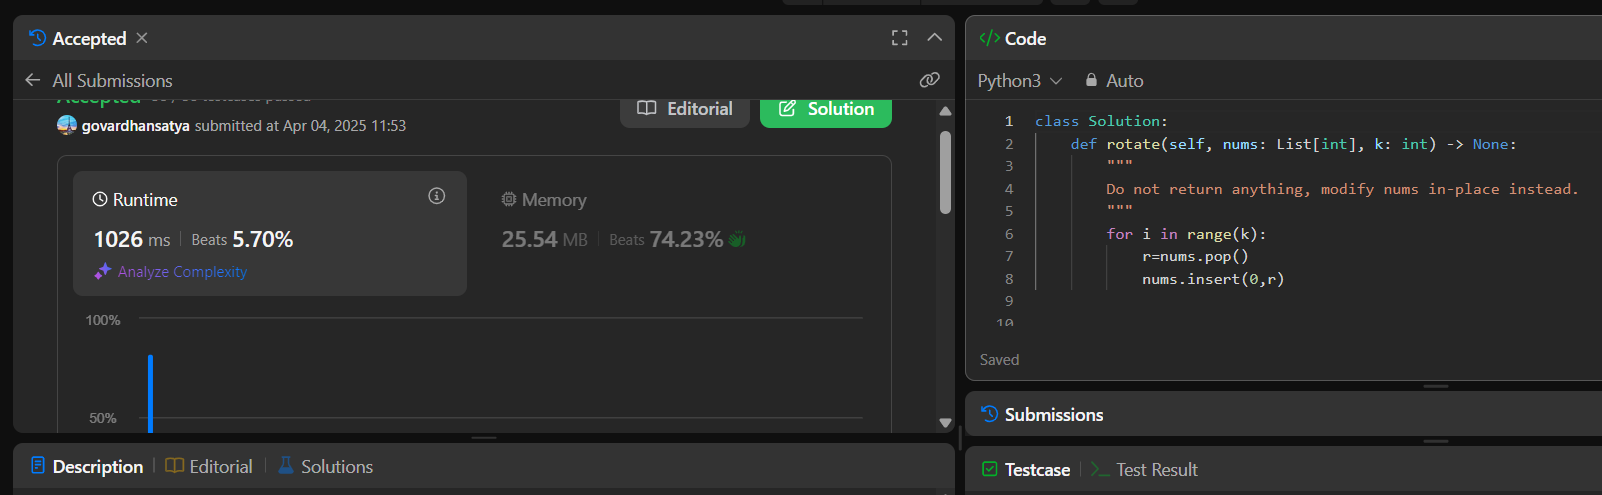 Accepted
All Submissions
Accepted
Editorial
Solution
govardhansatya submitted at Apr 04, 2025 11:53
Runtime
1026 ms | Beats 5.70%
Analyze Complexity
Memory
25.54 MB | Beats 74.23%
100%
50%
Description | Editorial | Solutions
</> Code
Python3
Auto
1 class Solution:
2 def rotate(self, nums: List[int], k: int) -> None:
3 """
4 Do not return anything, modify nums in-place instead.
5 """
6 for i in range(k):
7 r=nums.pop()
8 nums.insert(0,r)
9
10
Saved
Submissions
Testcase | >_ Test Result